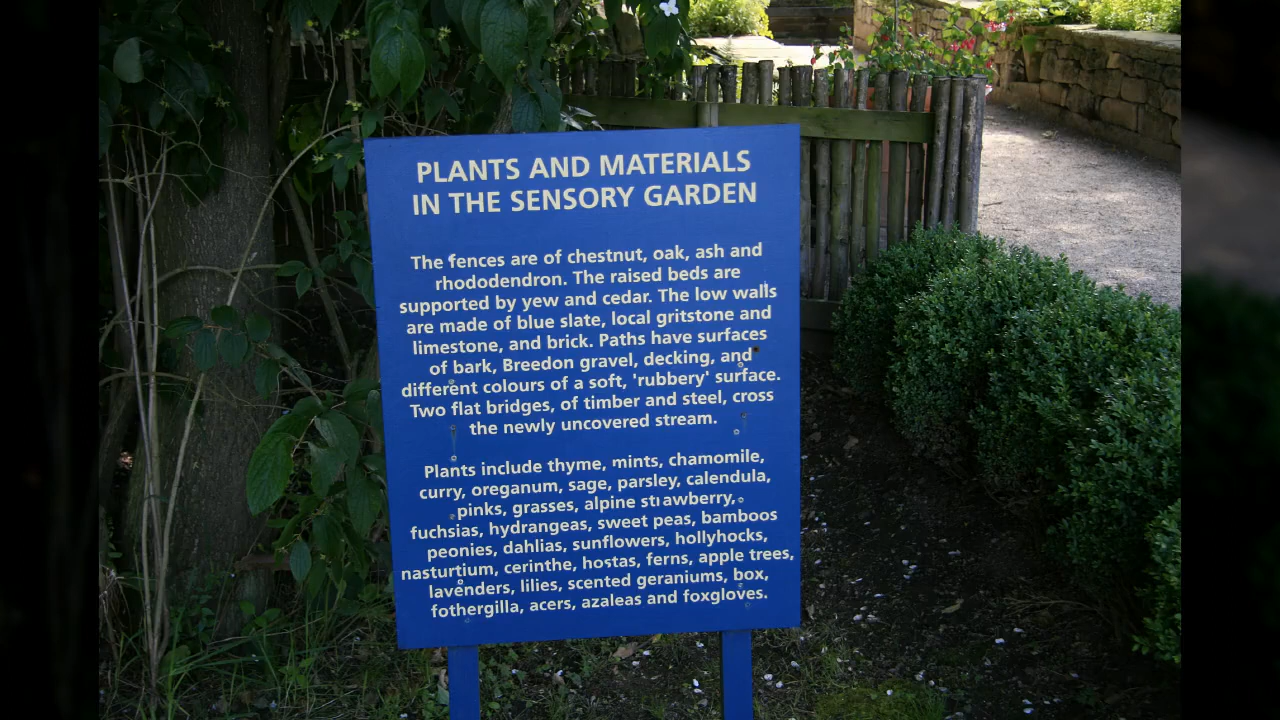 PLANTS AND MATERIALS
IN THE SENSORY GARDEN
The fences are of chestnut, oak, ash and
rhododendron. The raised beds are
supported by yew and cedar. The low walls
are made of blue slate, local gritstone and
limestone, and brick. Paths have surfaces
of bark, Breedon gravel, decking, and
different colours of a soft, 'rubbery' surface.
Two flat bridges, of timber and steel, cross
the newly uncovered stream.
Plants include thyme, mints, chamomile,
curry, oreganum, sage, parsley, calendula,
pinks, grasses, alpine strawberry,
fuchsias, hydrangeas, sweet peas, bamboos
peonies, dahlias, sunflowers, hollyhocks,
nasturtium, cerinthe, hostas, ferns, apple trees,
lavenders, lilies, scented geraniums, box,
fothergilla, acers, azaleas and foxgloves.